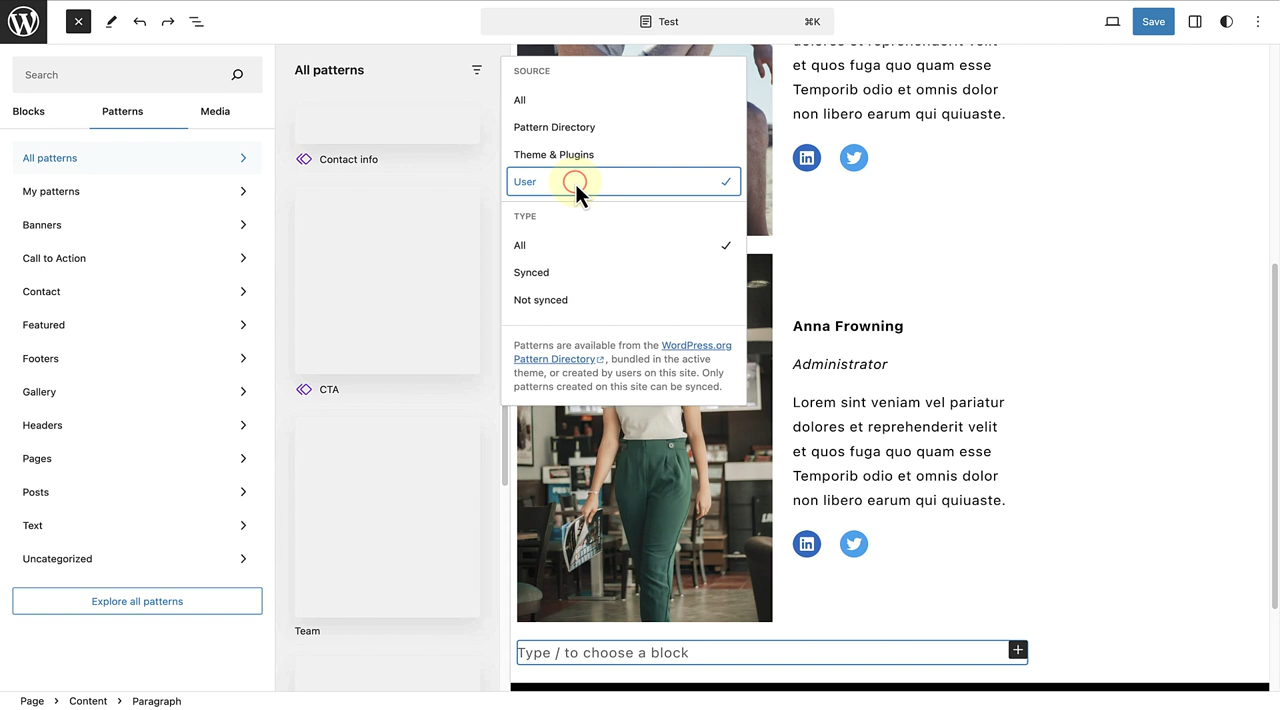 Test
⌘K
Save
Search
Blocks
Patterns
Media
All patterns
My patterns
Banners
Call to Action
Contact
Featured
Footers
Gallery
Headers
Pages
Posts
Text
Uncategorized
Explore all patterns
All patterns
Contact info
CTA
Team
SOURCE
All
Pattern Directory
Theme & Plugins
User
TYPE
All
Synced
Not synced
Patterns are available from the WordPress.org
Pattern Directory, bundled in the active
theme, or created by users on this site. Only
patterns created on this site can be synced.
dolores et reprehenderit velit
et quos fuga quo quam esse
Temporib odio et omnis dolor
non libero earum qui quiuaste.
Anna Frowning
Administrator
Lorem sint veniam vel pariatur
dolores et reprehenderit velit
et quos fuga quo quam esse
Temporib odio et omnis dolor
non libero earum qui quiuaste.
Type / to choose a block
Page > Content > Paragraph